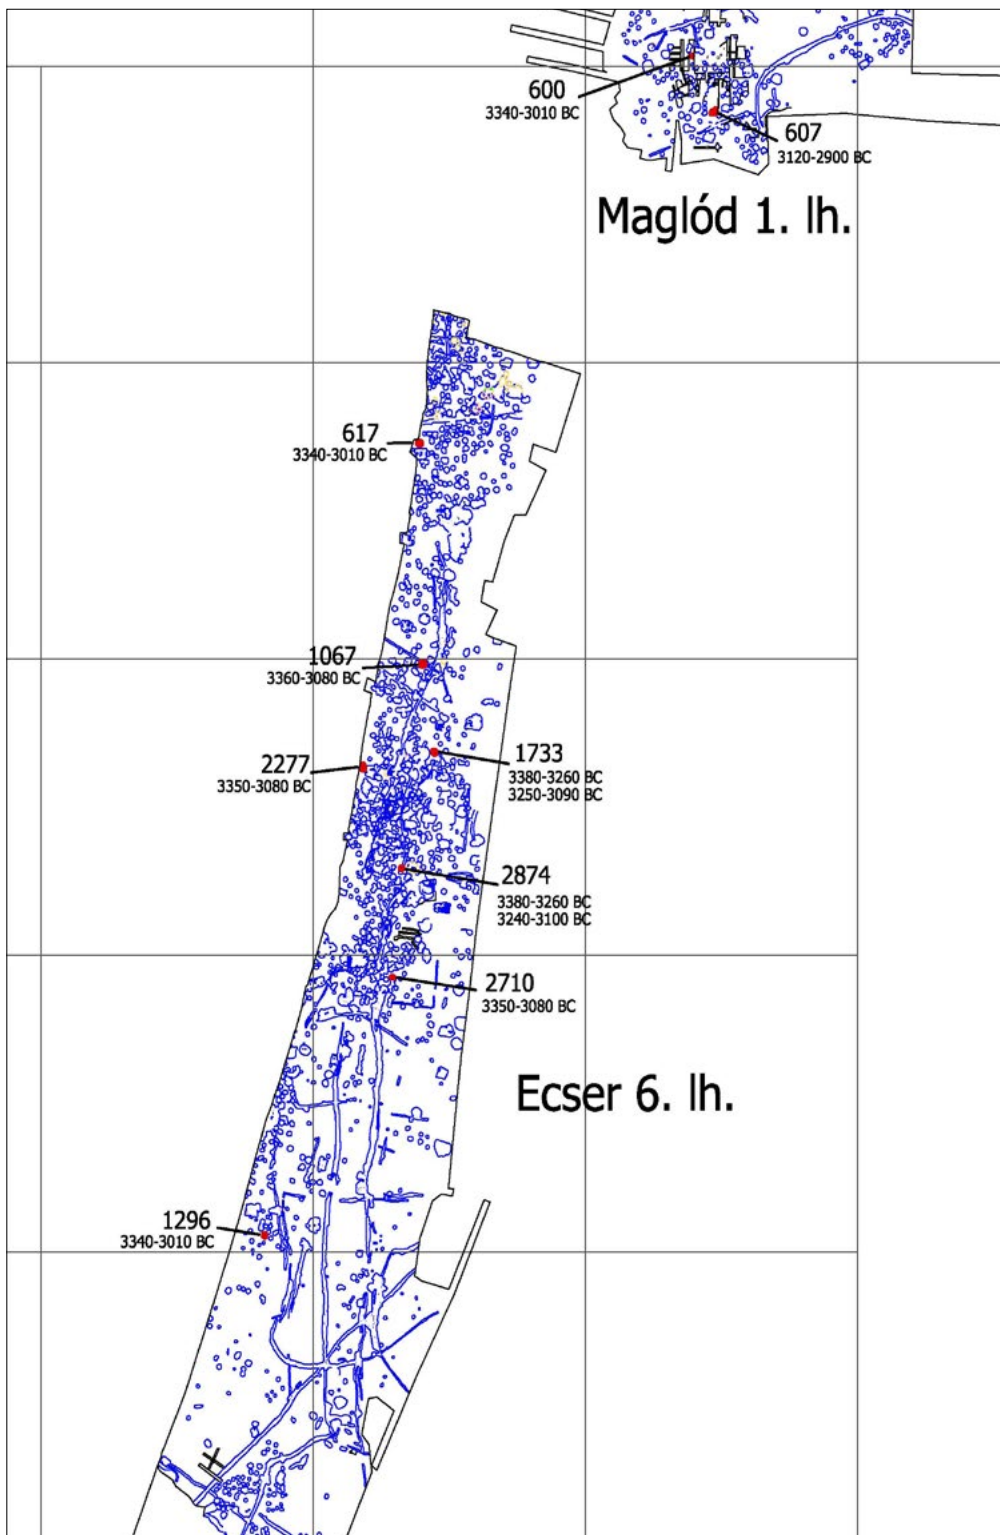 600
3340-3010 BC
607
3120-2900 BC
Maglód 1. lh.
617
3340-3010 BC
1067
3360-3080 BC
1733
3380-3260 BC
3250-3090 BC
2277
3350-3080 BC
2874
3380-3260 BC
3240-3100 BC
2710
3350-3080 BC
Ecser 6. lh.
1296
3340-3010 BC